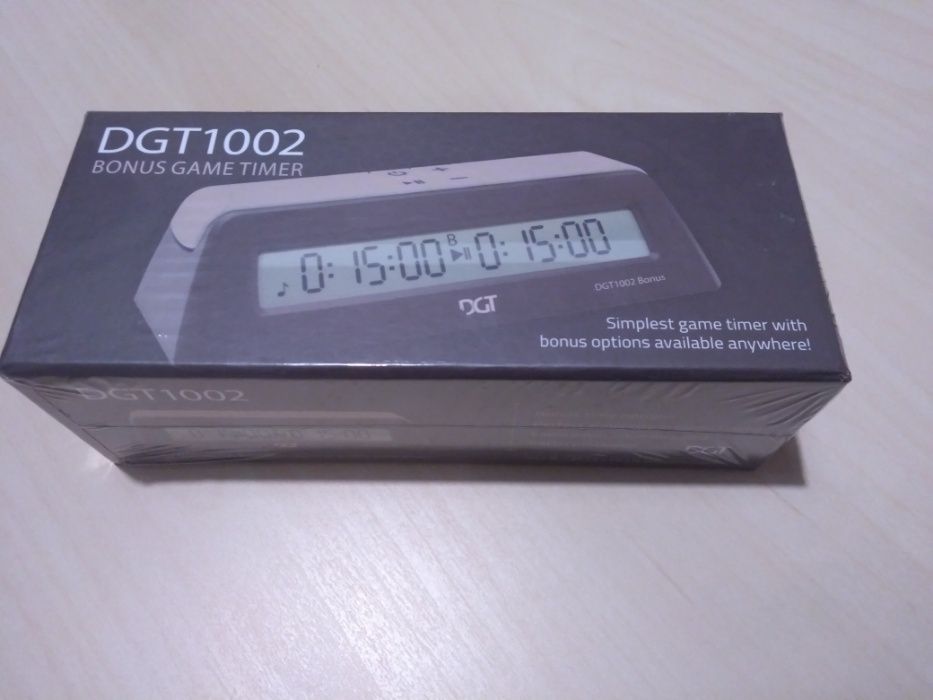 DGT1002
BONUS GAME TIMER
0:15:00 B 0:15:00
DGT1002 Bonus
DGT
Simplest game timer with
bonus options available anywhere!
DGT1002
DGT